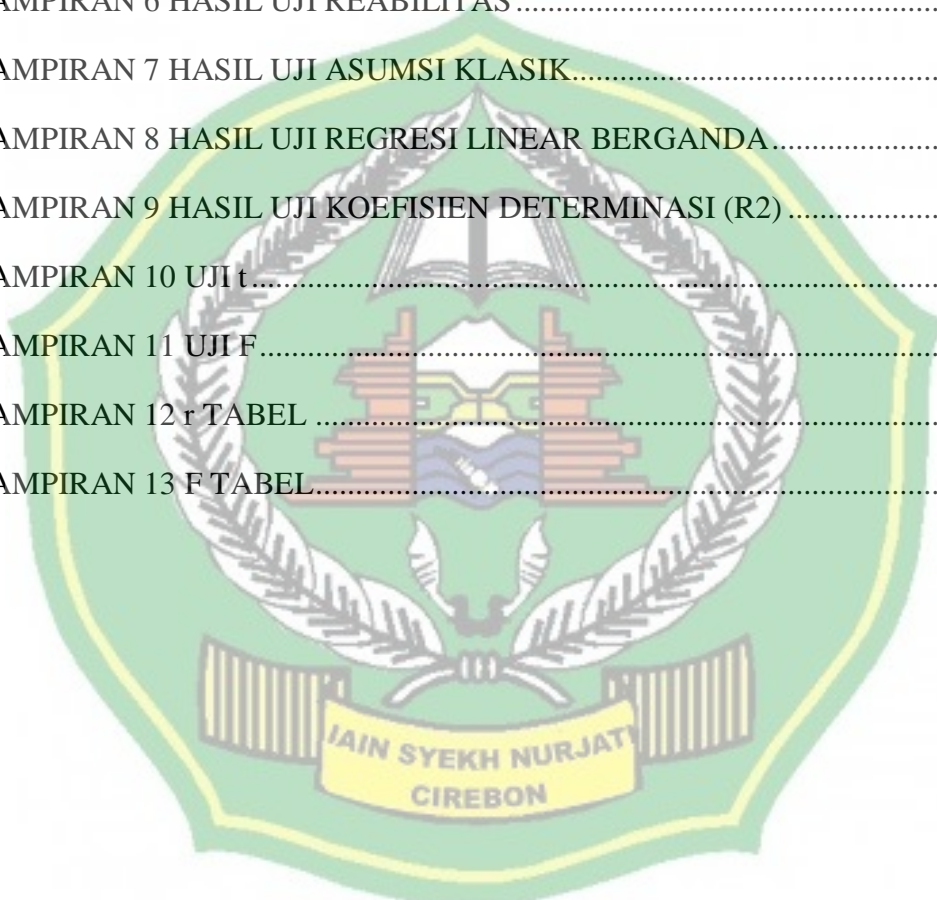 AMPIRAN 6 HASIL UJI REABILITAS
AMPIRAN 7 HASIL UJI ASUMSI KLASIK
AMPIRAN 8 HASIL UJI REGRESI LINEAR BERGANDA
AMPIRAN 9 HASIL UJI KOEFISIEN DETERMINASI (R2)
AMPIRAN 10 UJI t
AMPIRAN 11 UJI F
AMPIRAN 12 r TABEL
AMPIRAN 13 F TABEL
IAIN SYEKH NURJATI
CIREBON